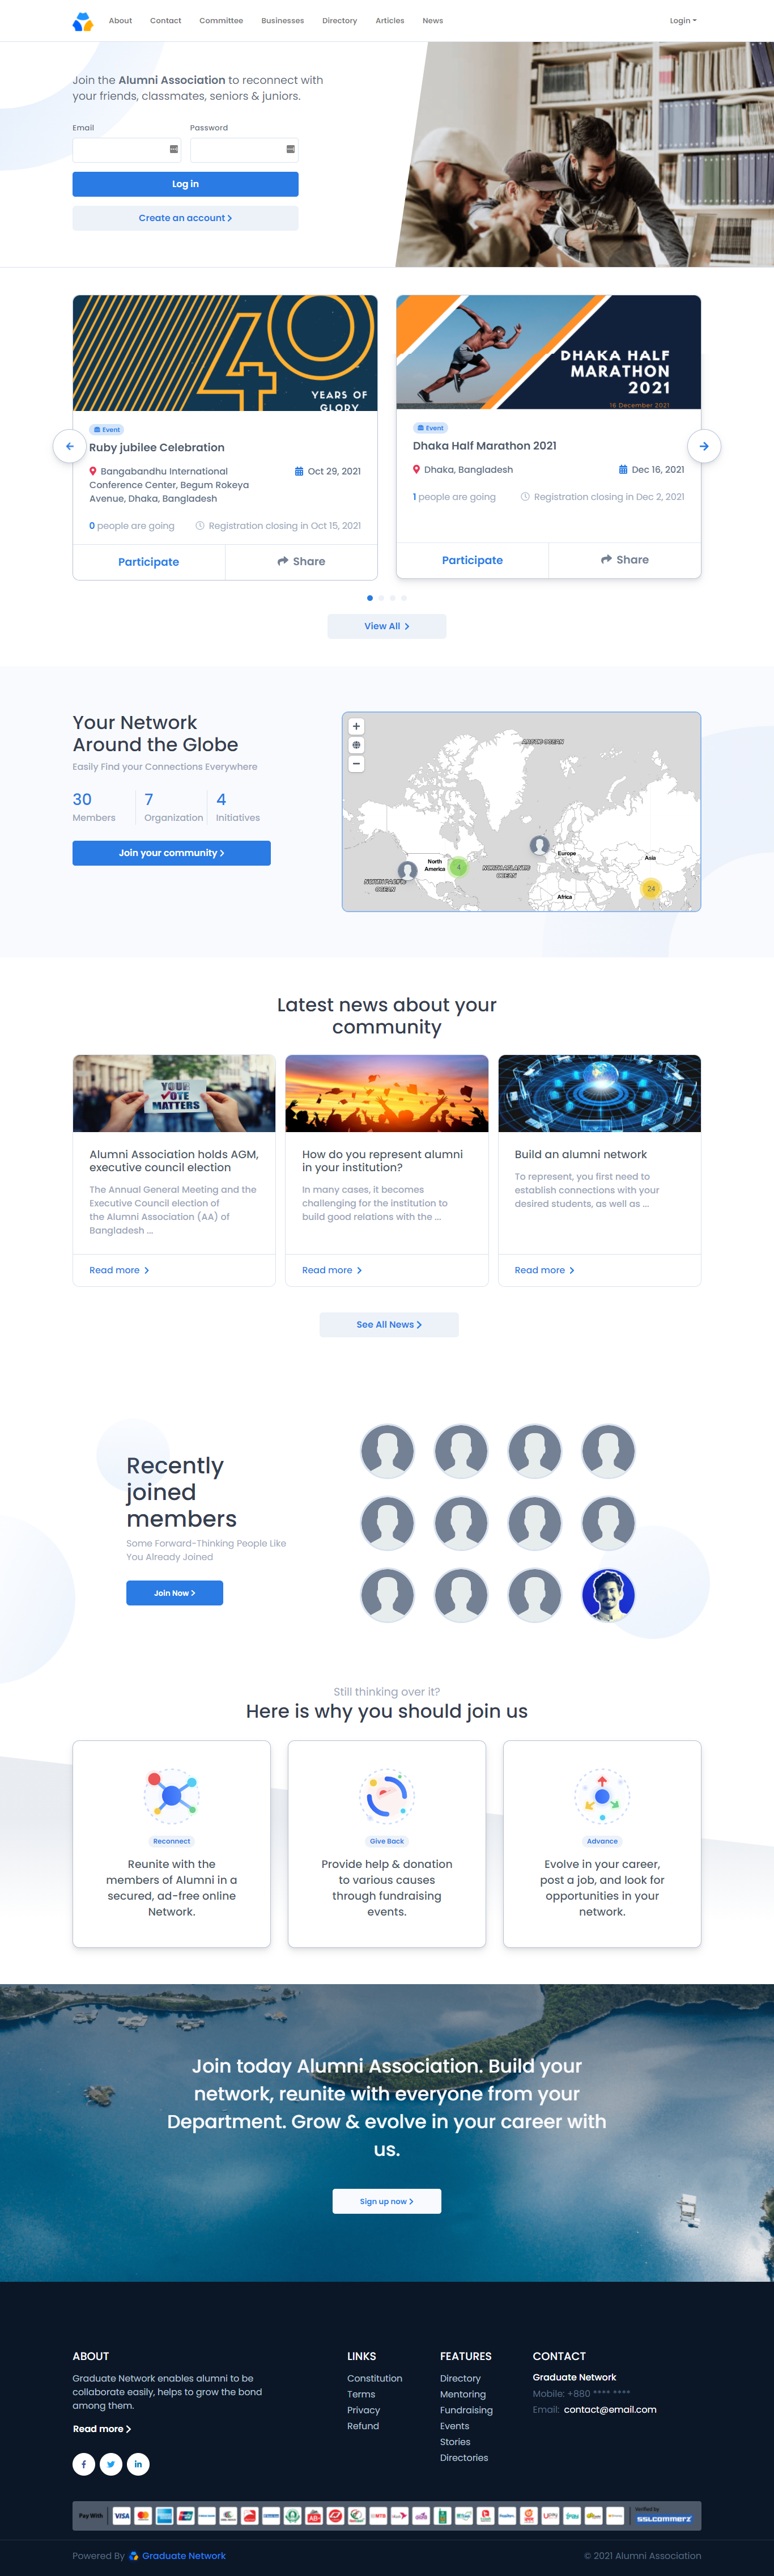 About Contact Committee Businesses Directory Articles News Login
Join the Alumni Association to reconnect with
your friends, classmates, seniors & juniors.
Email Password
Log in
Create an account
YEARS OF
GLORY
Event
Ruby jubilee Celebration
Bangabandhu International
Conference Center, Begum Rokeya
Avenue, Dhaka, Bangladesh
Oct 29, 2021
0 people are going Registration closing in Oct 15, 2021
Participate Share
DHAKA HALF
MARATHON
2021
16 December 2021
Event
Dhaka Half Marathon 2021
Dhaka, Bangladesh Dec 16, 2021
1 people are going Registration closing in Dec 2, 2021
Participate Share
View All
Your Network
Around the Globe
Easily Find your Connections Everywhere
30 7 4
Members Organization Initiatives
Join your community
ARCTIC OCEAN
North
America
4
NORTH PACIFIC
OCEAN
NORTH ATLANTIC
OCEAN
Europe
Asia
24
Africa
Latest news about your
community
YOUR
VOTE
MATTERS
Alumni Association holds AGM,
executive council election
The Annual General Meeting and the
Executive Council election of
the Alumni Association (AA) of
Bangladesh ...
Read more
How do you represent alumni
in your institution?
In many cases, it becomes
challenging for the institution to
build good relations with the ...
Read more
Build an alumni network
To represent, you first need to
establish connections with your
desired students, as well as ...
Read more
See All News
Recently
joined
members
Some Forward-Thinking People Like
You Already Joined
Join Now
Still thinking over it?
Here is why you should join us
Reconnect
Reunite with the
members of Alumni in a
secured, ad-free online
Network.
Give Back
Provide help & donation
to various causes
through fundraising
events.
Advance
Evolve in your career,
post a job, and look for
opportunities in your
network.
Join today Alumni Association. Build your
network, reunite with everyone from your
Department. Grow & evolve in your career with
us.
Sign up now
ABOUT
Graduate Network enables alumni to be
collaborate easily, helps to grow the bond
among them.
Read more
LINKS
Constitution
Terms
Privacy
Refund
FEATURES
Directory
Mentoring
Fundraising
Events
Stories
Directories
CONTACT
Graduate Network
Mobile: +880 **** ****
Email: contact@email.com
Pay With VISA
Verified by
SSLCOMMERZ
Powered By Graduate Network
© 2021 Alumni Association